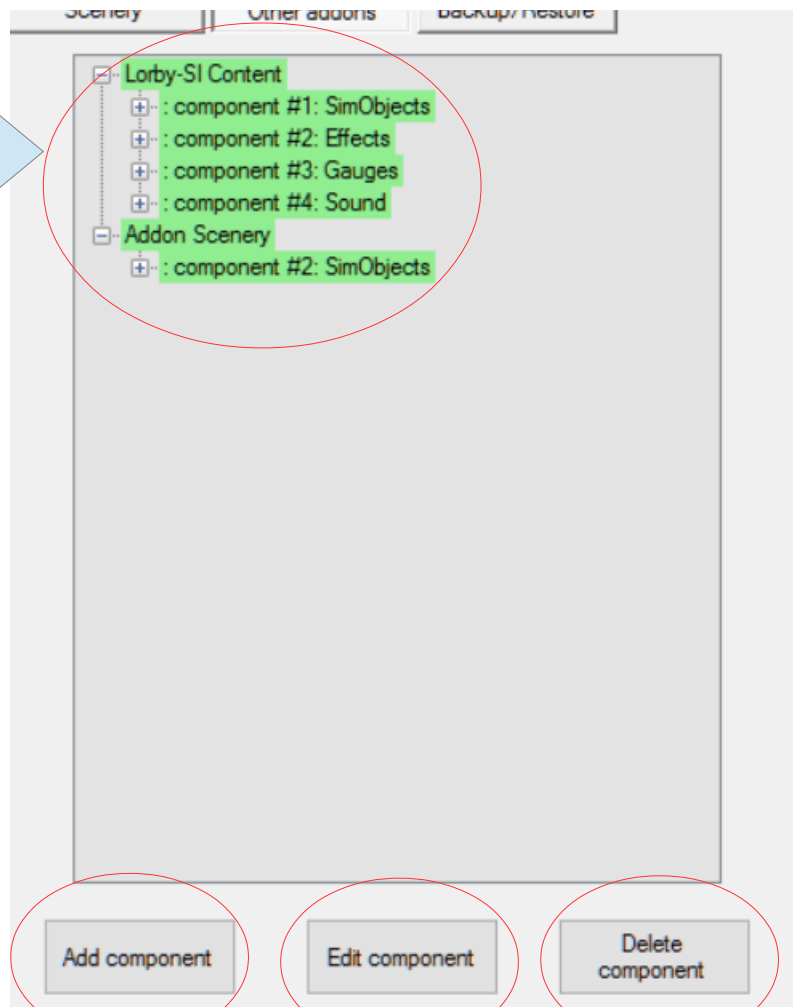 Scenery Other addons Backup/Restore
Lorby-SI Content
: component #1: SimObjects
: component #2: Effects
: component #3: Gauges
: component #4: Sound
Addon Scenery
: component #2: SimObjects
Add component Edit component Delete component